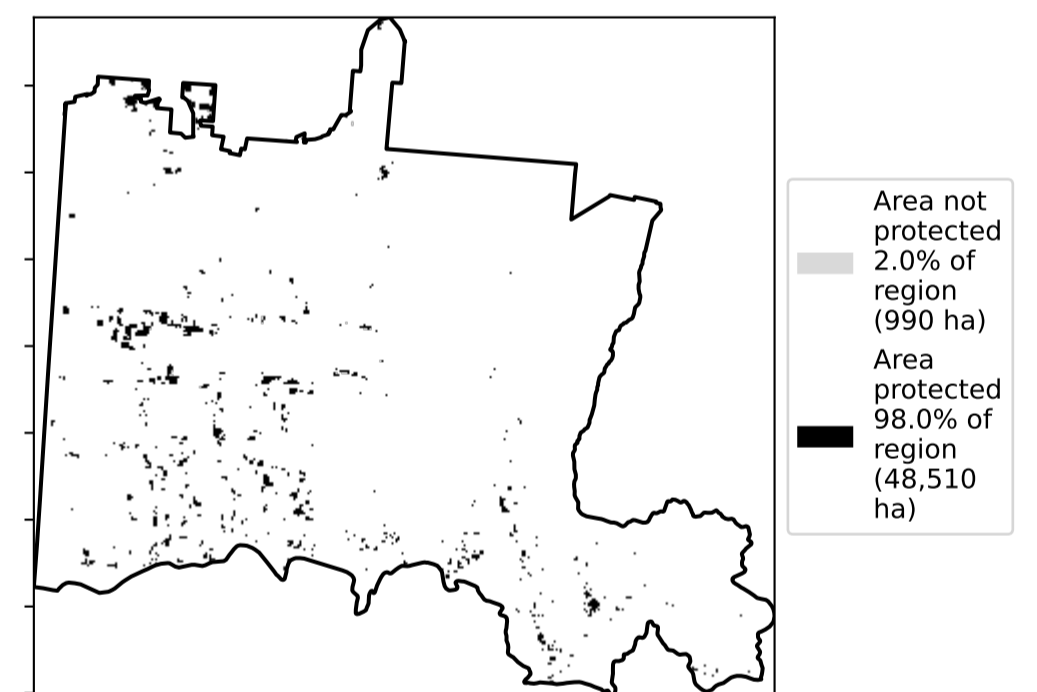 Area not
protected
2.0% of
region
(990 ha)
Area
protected
98.0% of
region
(48,510
ha)